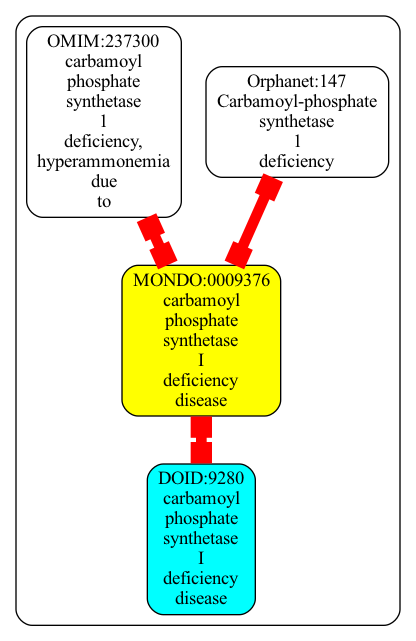 OMIM:237300
carbamoyl
phosphate
synthetase
1
deficiency,
hyperammonemia
due
to
Orphanet:147
Carbamoyl-phosphate
synthetase
1
deficiency
MONDO:0009376
carbamoyl
phosphate
synthetase
I
deficiency
disease
DOID:9280
carbamoyl
phosphate
synthetase
I
deficiency
disease